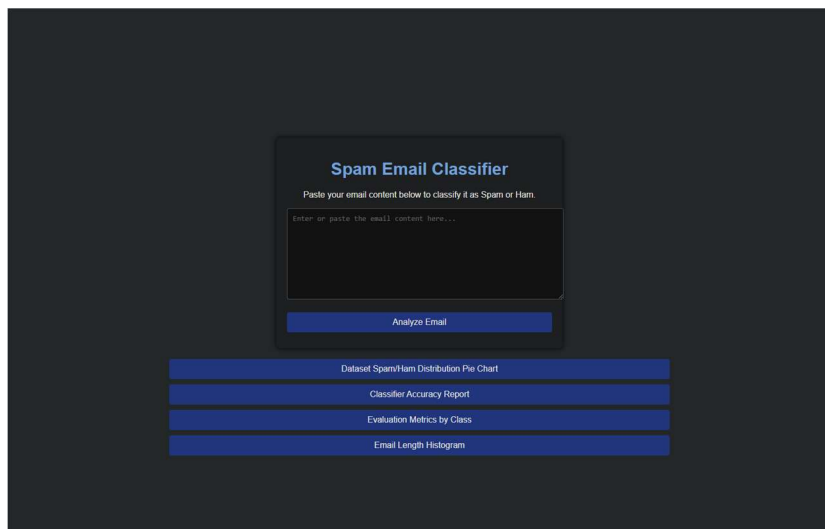 Spam Email Classifier
Paste your email content below to classify it as Spam or Ham.
Enter or paste the email content here...
Analyze Email
Dataset Spam/Ham Distribution Pie Chart
Classifier Accuracy Report
Evaluation Metrics by Class
Email Length Histogram